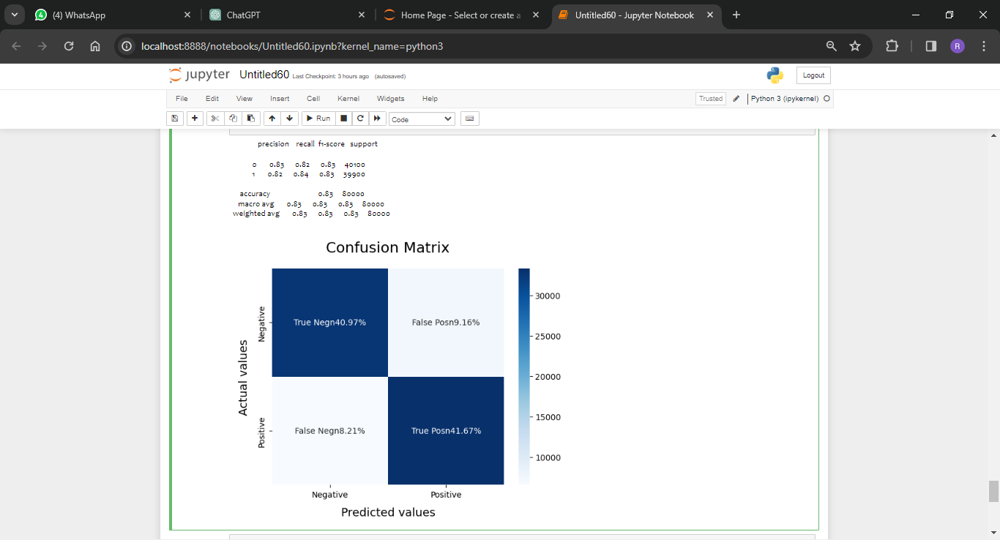 (4) WhatsApp
ChatGPT
Home Page - Select or create a
Untitled60 - Jupyter Notebook
localhost:8888/notebooks/Untitled60.ipynb?kernel_name=python3
R
jupyter Untitled60 Last Checkpoint: 3 hours ago (autosaved)
Logout
File Edit View Insert Cell Kernel Widgets Help
Trusted
Python 3 (ipykernel)
Run
Code
precision recall f1-score support
0 0.83 0.82 0.83 40100
1 0.82 0.84 0.83 39900
accuracy 0.83 80000
macro avg 0.83 0.83 0.83 80000
weighted avg 0.83 0.83 0.83 80000
Confusion Matrix
True Negn40.97%
False Posn9.16%
False Negn8.21%
True Posn41.67%
Actual values
Negative
Positive
Negative
Positive
Predicted values
30000
25000
20000
15000
10000